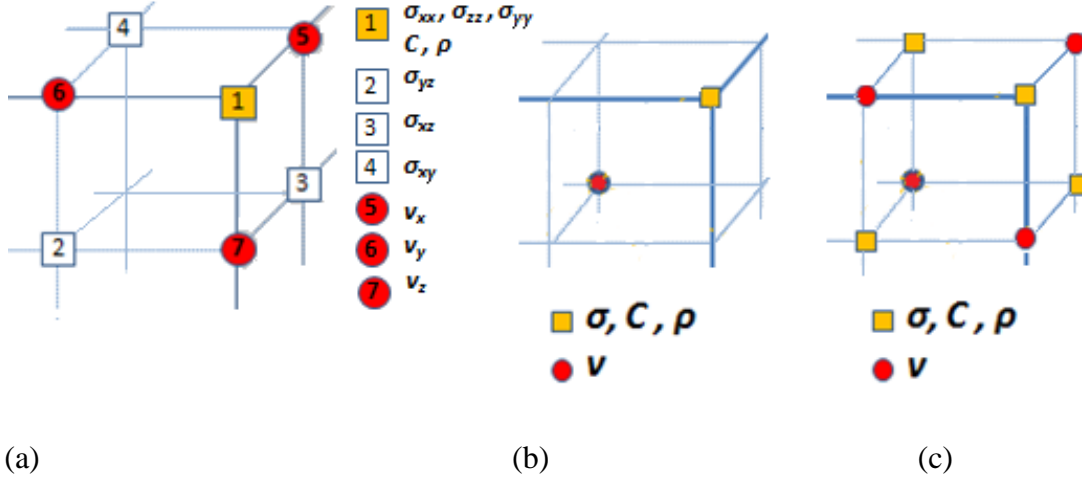 4
5
6
1
3
2
7
1 σxx, σzz, σyy
C, ρ
2 σyz
3 σxz
4 σxy
5 vx
6 vy
7 vz
σ, C, ρ
v
σ, C, ρ
v
(a) (b) (c)